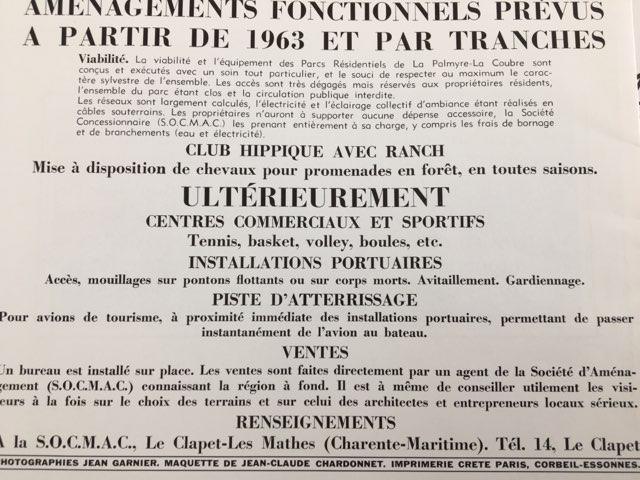 AMÉNAGEMENTS FONCTIONNELS PRÉVUS
A PARTIR DE 1963 ET PAR TRANCHES
Viabilité. La viabilité et l'équipement des Parcs Résidentiels de La Palmyre-La Coubre sont
conçus et exécutés avec un soin tout particulier, et le souci de respecter au maximum le carac-
tère sylvestre de l'ensemble. Les accès sont très dégagés mais réservés aux propriétaires résidents,
l'ensemble du parc étant clos et la circulation publique interdite.
Les réseaux sont largement calculés, l'électricité et l'éclairage collectif d'ambiance étant réalisés en
câbles souterrains. Les propriétaires n'auront à supporter aucune dépense accessoire, la Société
Concessionnaire (S.O.C.M.A.C.) les prenant entièrement à sa charge, y compris les frais de bornage
et de branchements (eau et électricité).
CLUB HIPPIQUE AVEC RANCH
Mise à disposition de chevaux pour promenades en forêt, en toutes saisons.
ULTÉRIEUREMENT
CENTRES COMMERCIAUX ET SPORTIFS
Tennis, basket, volley, boules, etc.
INSTALLATIONS PORTUAIRES
Accès, mouillages sur pontons flottants ou sur corps morts. Avitaillement. Gardiennage.
PISTE D'ATTERRISSAGE
Pour avions de tourisme, à proximité immédiate des installations portuaires, permettant de passer
instantanément de l'avion au bateau.
VENTES
Un bureau est installé sur place. Les ventes sont faites directement par un agent de la Société d'Aména-
gement (S.O.C.M.A.C.) connaissant la région à fond. Il est à même de conseiller utilement les visi-
teurs à la fois sur le choix des terrains et sur celui des architectes et entrepreneurs locaux sérieux.
RENSEIGNEMENTS
A la S.O.C.M.A.C., Le Clapet-Les Mathes (Charente-Maritime). Tél. 14, Le Clapet
PHOTOGRAPHIES JEAN GARNIER. MAQUETTE DE JEAN-CLAUDE CHARDONNET. IMPRIMERIE CRETE PARIS, CORBEIL-ESSONNES.